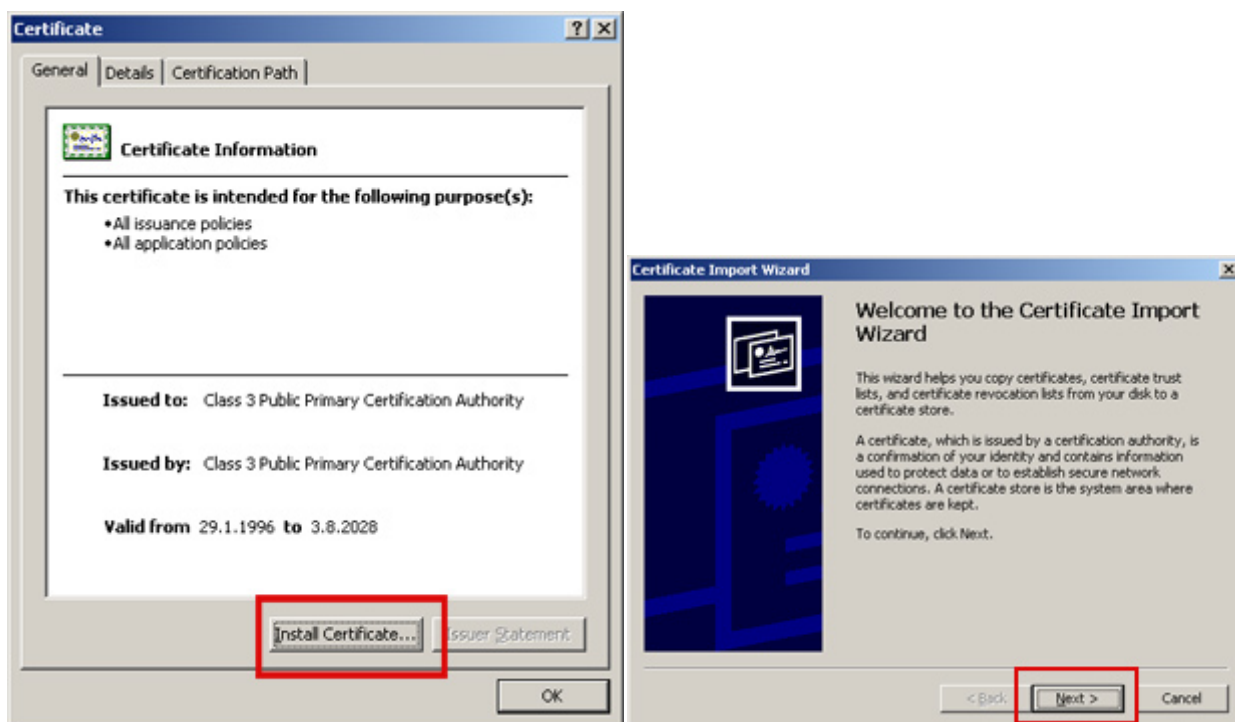 Certificate
General
Details
Certification Path
Certificate Information
This certificate is intended for the following purpose(s):
•All issuance policies
•All application policies
Issued to: Class 3 Public Primary Certification Authority
Issued by: Class 3 Public Primary Certification Authority
Valid from 29.1.1996 to 3.8.2028
Install Certificate...
Issuer Statement
OK
Certificate Import Wizard
Welcome to the Certificate Import
Wizard
This wizard helps you copy certificates, certificate trust
lists, and certificate revocation lists from your disk to a
certificate store.
A certificate, which is issued by a certification authority, is
a confirmation of your identity and contains information
used to protect data or to establish secure network
connections. A certificate store is the system area where
certificates are kept.
To continue, click Next.
< Back
Next >
Cancel